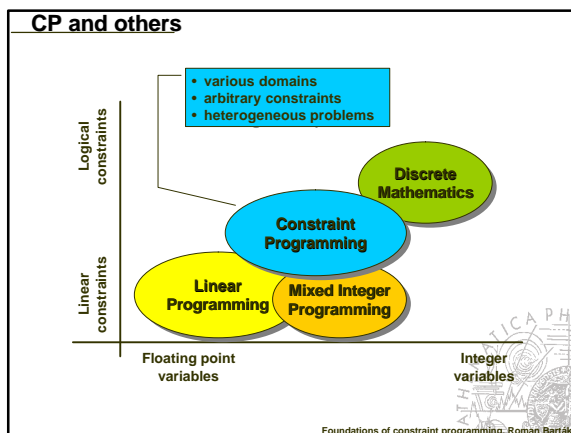 CP and others
• various domains
• arbitrary constraints
• heterogeneous problems
Logical
constraints
Discrete
Mathematics
Constraint
Programming
Linear
constraints
Linear
Programming
Mixed Integer
Programming
Floating point
variables
Integer
variables
Foundations of constraint programming, Roman Barták